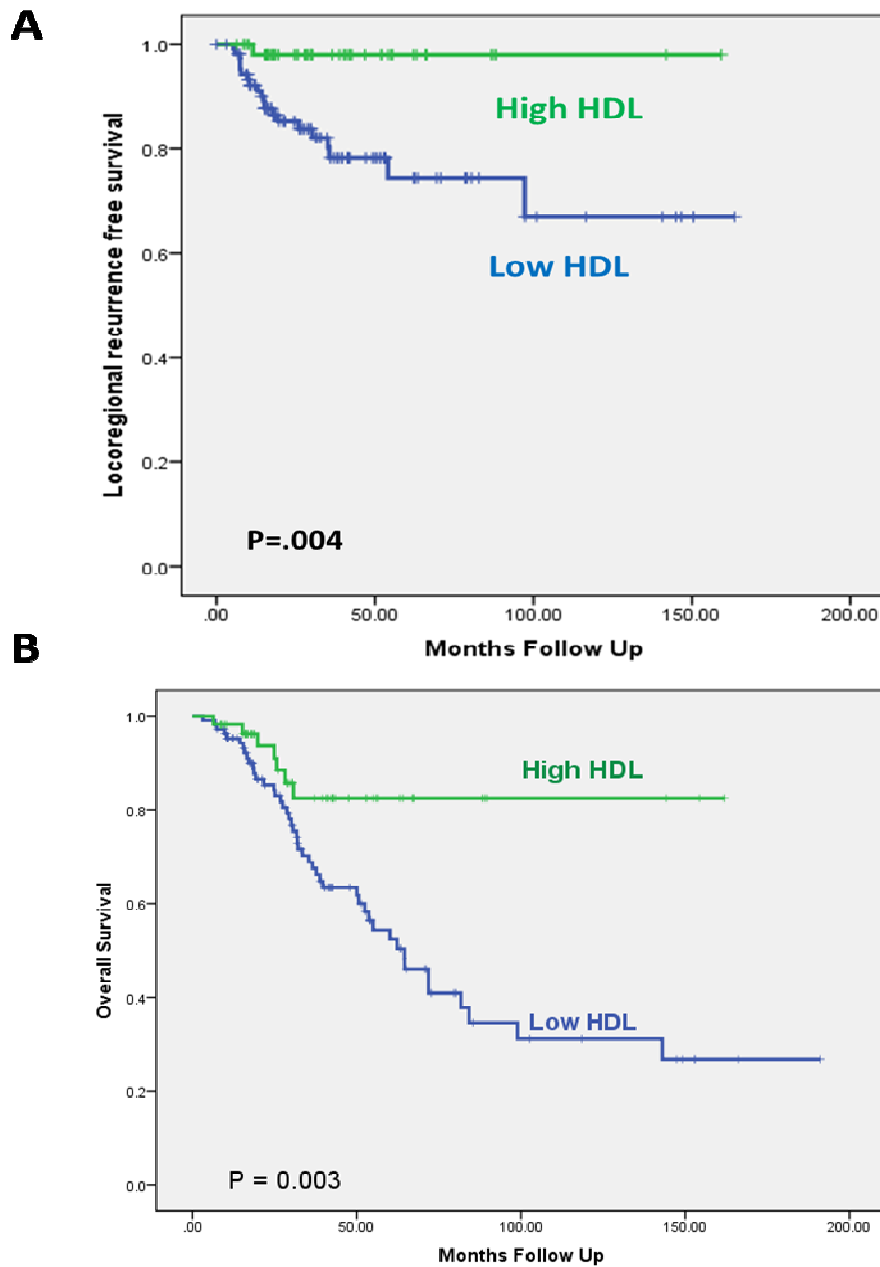 A
1.0
High HDL
0.8
Low HDL
0.6
Locoregional recurrence free survival
0.4
0.2
P=.004
0.0
.00 50.00 100.00 150.00 200.00
Months Follow Up
B
1.0
High HDL
0.8
0.6
Overall Survival
0.4
Low HDL
0.2
P = 0.003
0.0
.00 50.00 100.00 150.00 200.00
Months Follow Up